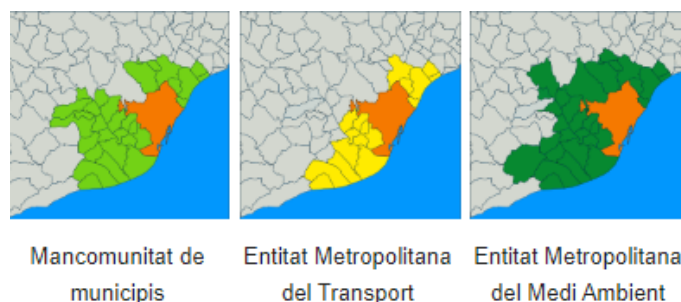 Mancomunitat de
municipis
Entitat Metropolitana
del Transport
Entitat Metropolitana
del Medi Ambient